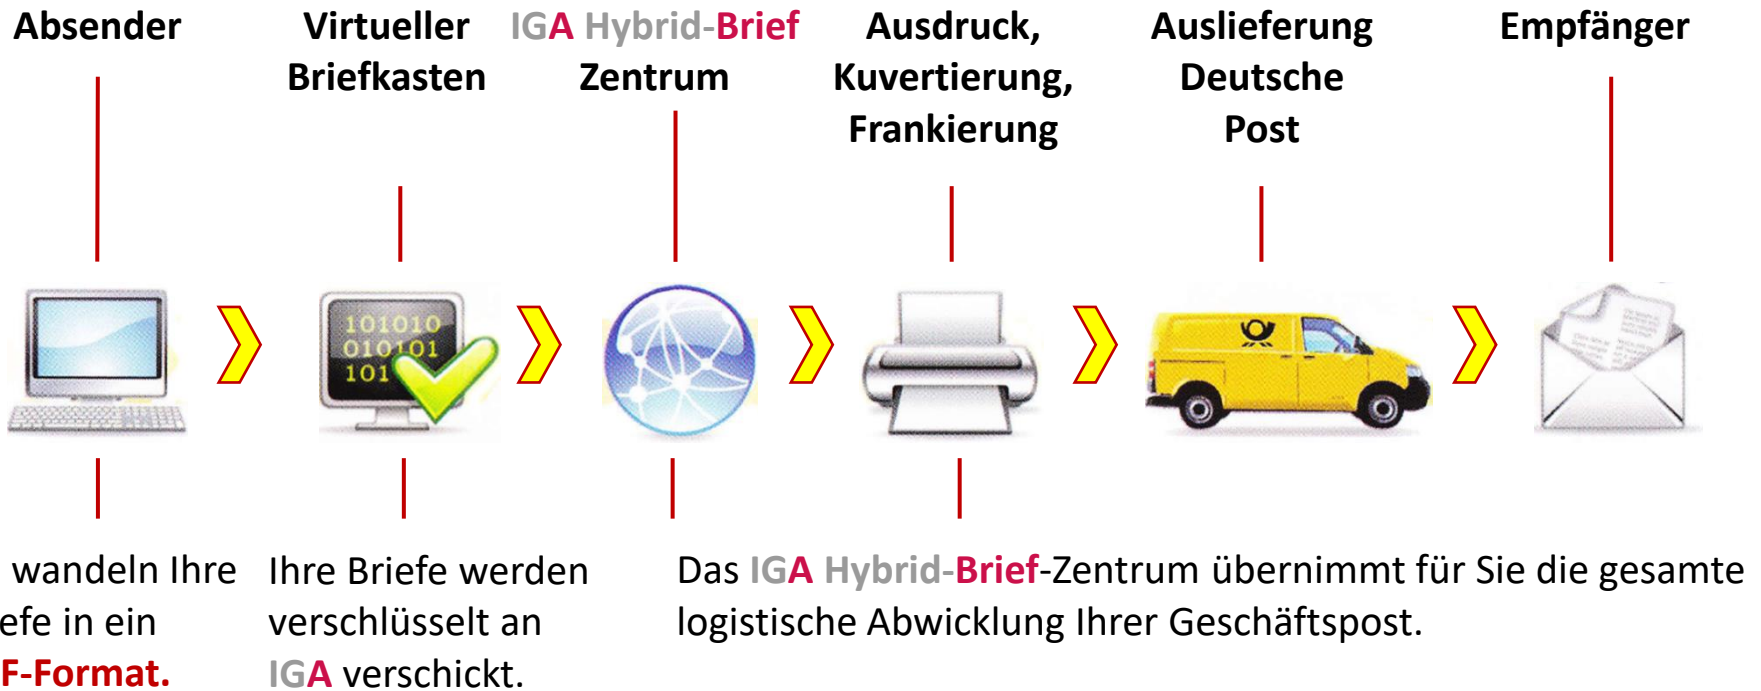 Absender
Virtueller
Briefkasten
IGA Hybrid-Brief
Zentrum
Ausdruck,
Kuvertierung,
Frankierung
Auslieferung
Deutsche
Post
Empfänger
101010
010101
101
wandeln Ihre
efe in ein
F-Format.
Ihre Briefe werden
verschlüsselt an
IGA verschickt.
Das IGA Hybrid-Brief-Zentrum übernimmt für Sie die gesamte
logistische Abwicklung Ihrer Geschäftspost.